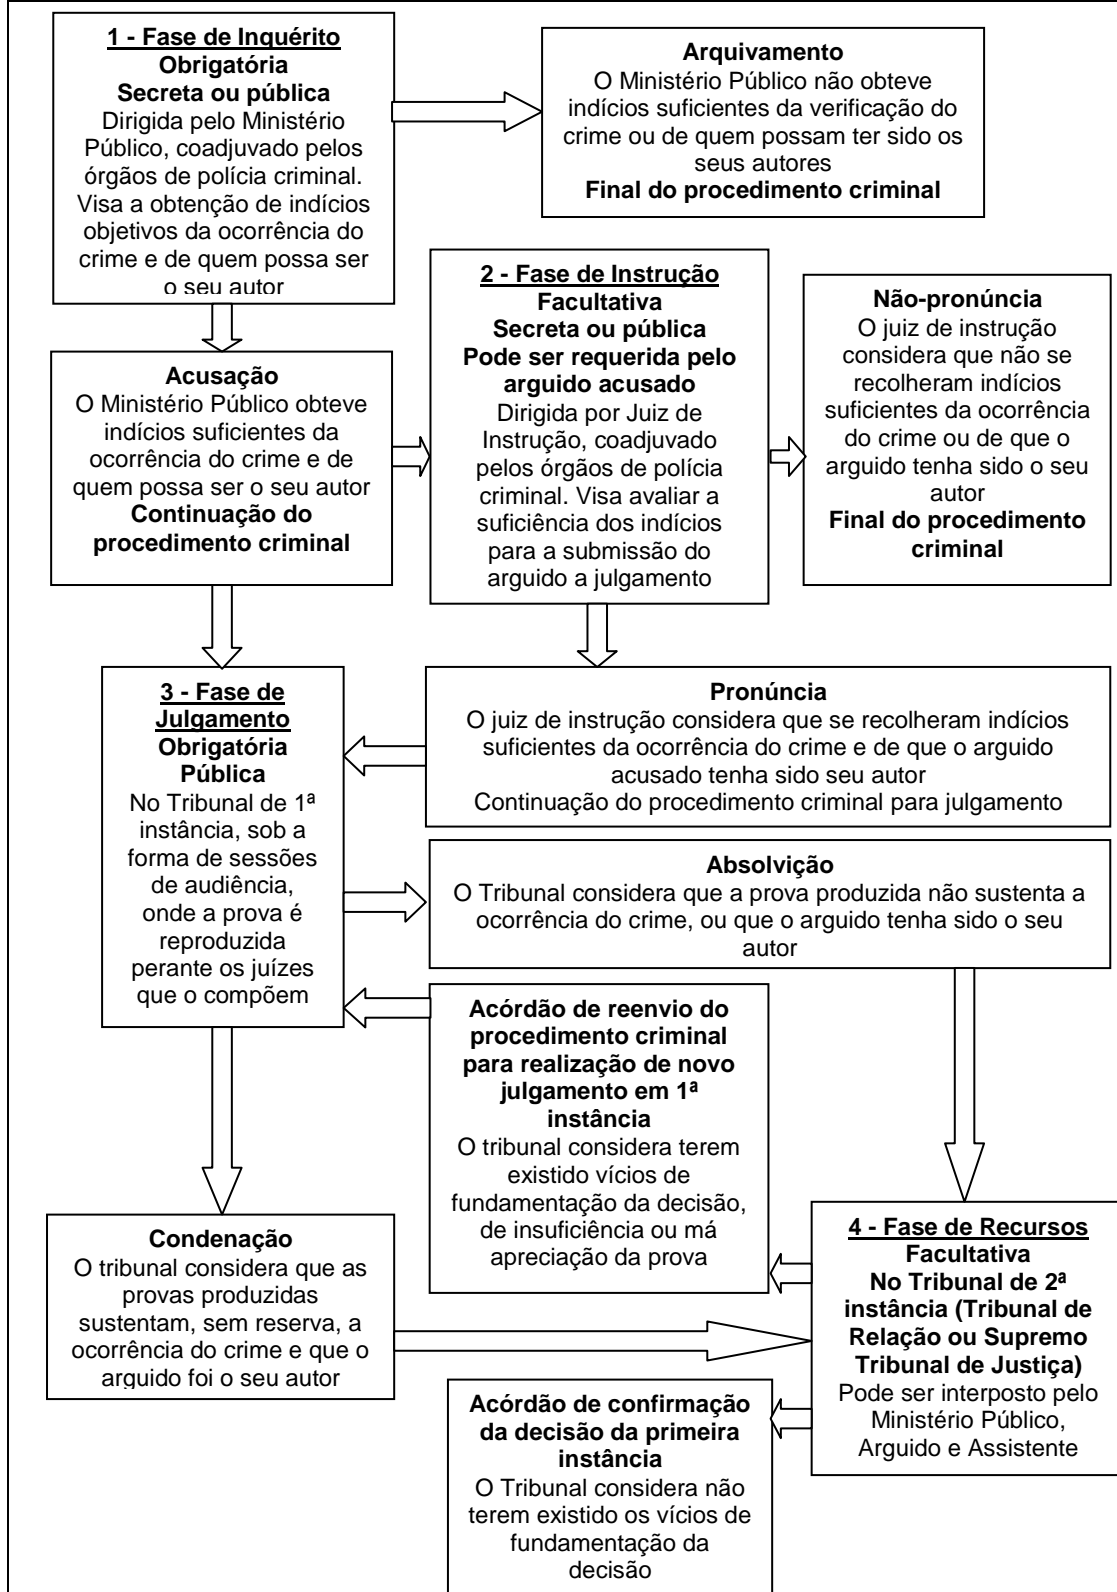 1 - Fase de Inquérito
Obrigatória
Secreta ou pública
Dirigida pelo Ministério
Público, coadjuvado pelos
órgãos de polícia criminal.
Visa a obtenção de indícios
objetivos da ocorrência do
crime e de quem possa ser
o seu autor
Arquivamento
O Ministério Público não obteve
indícios suficientes da verificação do
crime ou de quem possam ter sido os
seus autores
Final do procedimento criminal
Acusação
O Ministério Público obteve
indícios suficientes da
ocorrência do crime e de
quem possa ser o seu autor
Continuação do
procedimento criminal
2 - Fase de Instrução
Facultativa
Secreta ou pública
Pode ser requerida pelo
arguido acusado
Dirigida por Juiz de
Instrução, coadjuvado
pelos órgãos de polícia
criminal. Visa avaliar a
suficiência dos indícios
para a submissão do
arguido a julgamento
Não-pronúncia
O juiz de instrução
considera que não se
recolheram indícios
suficientes da ocorrência
do crime ou de que o
arguido tenha sido o seu
autor
Final do procedimento
criminal
3 - Fase de
Julgamento
Obrigatória
Pública
No Tribunal de 1ª
instância, sob a
forma de sessões
de audiência,
onde a prova é
reproduzida
perante os juízes
que o compõem
Pronúncia
O juiz de instrução considera que se recolheram indícios
suficientes da ocorrência do crime e de que o arguido
acusado tenha sido seu autor
Continuação do procedimento criminal para julgamento
Absolvição
O Tribunal considera que a prova produzida não sustenta a
ocorrência do crime, ou que o arguido tenha sido o seu
autor
Acórdão de reenvio do
procedimento criminal
para realização de novo
julgamento em 1ª
instância
O tribunal considera terem
existido vícios de
fundamentação da decisão,
de insuficiência ou má
apreciação da prova
Condenação
O tribunal considera que as
provas produzidas
sustentam, sem reserva, a
ocorrência do crime e que o
arguido foi o seu autor
4 - Fase de Recursos
Facultativa
No Tribunal de 2ª
instância (Tribunal de
Relação ou Supremo
Tribunal de Justiça)
Pode ser interposto pelo
Ministério Público,
Arguido e Assistente
Acórdão de confirmação
da decisão da primeira
instância
O Tribunal considera não
terem existido os vícios de
fundamentação da
decisão